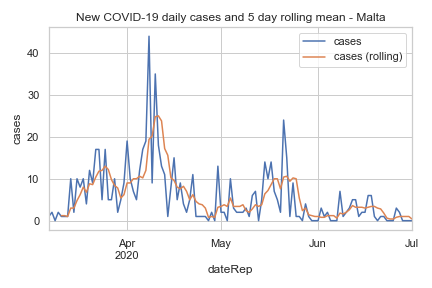 New COVID-19 daily cases and 5 day rolling mean - Malta
cases
cases (rolling)
40
30
20
10
0
cases
Apr
2020
May
Jun
Jul
dateRep